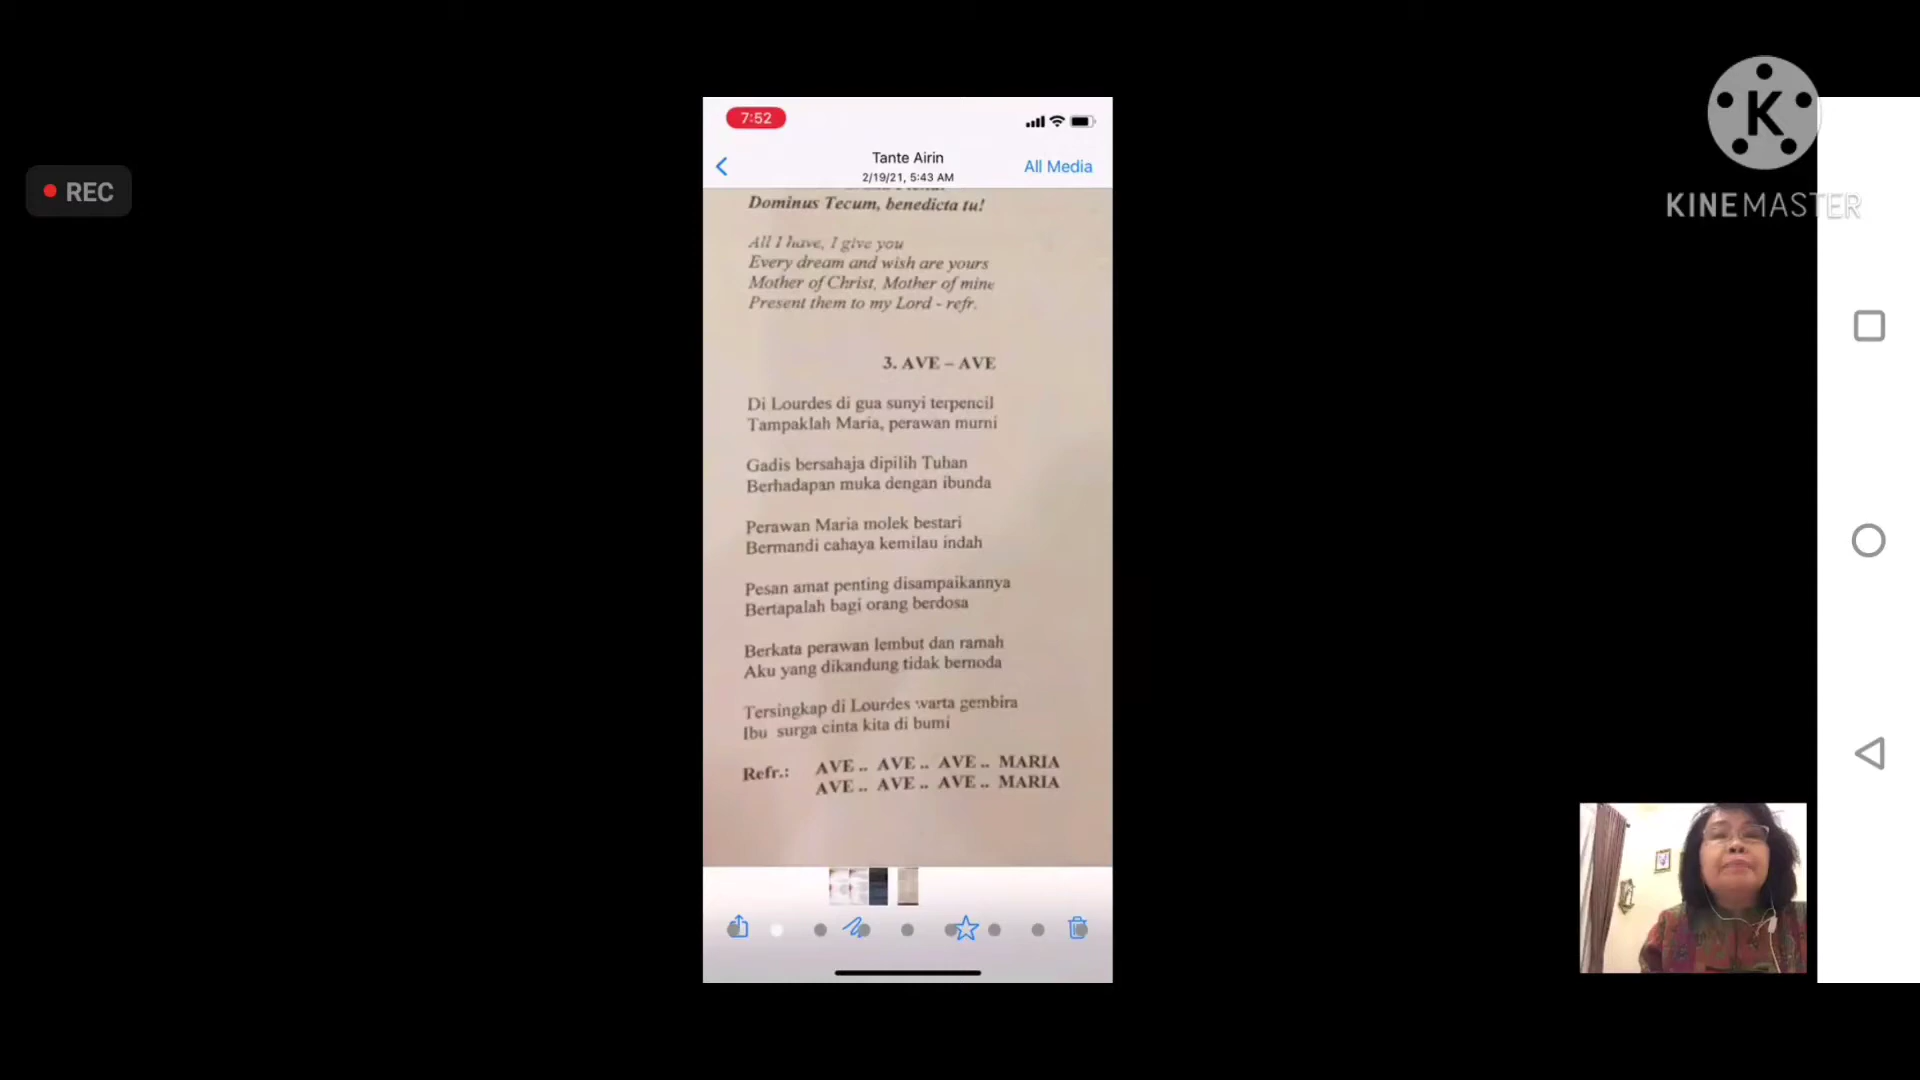 7:52
Tante Airin
2/19/21, 5:43 AM
All Media
REC
K
KINEMASTER
Dominus Tecum, benedicta tu!
All I have, I give you
Every dream and wish are yours
Mother of Christ, Mother of mine
Present them to my Lord - refr.
3. AVE – AVE
Di Lourdes di gua sunyi terpencil
Tampaklah Maria, perawan murni
Gadis bersahaja dipilih Tuhan
Berhadapan muka dengan ibunda
Perawan Maria molek bestari
Bermandi cahaya kemilau indah
Pesan amat penting disampaikannya
Bertapalah bagi orang berdosa
Berkata perawan lembut dan ramah
Aku yang dikandung tidak bernoda
Tersingkap di Lourdes warta gembira
Ibu surga cinta kita di bumi
Refr.: AVE .. AVE .. AVE .. MARIA
AVE .. AVE .. AVE .. MARIA